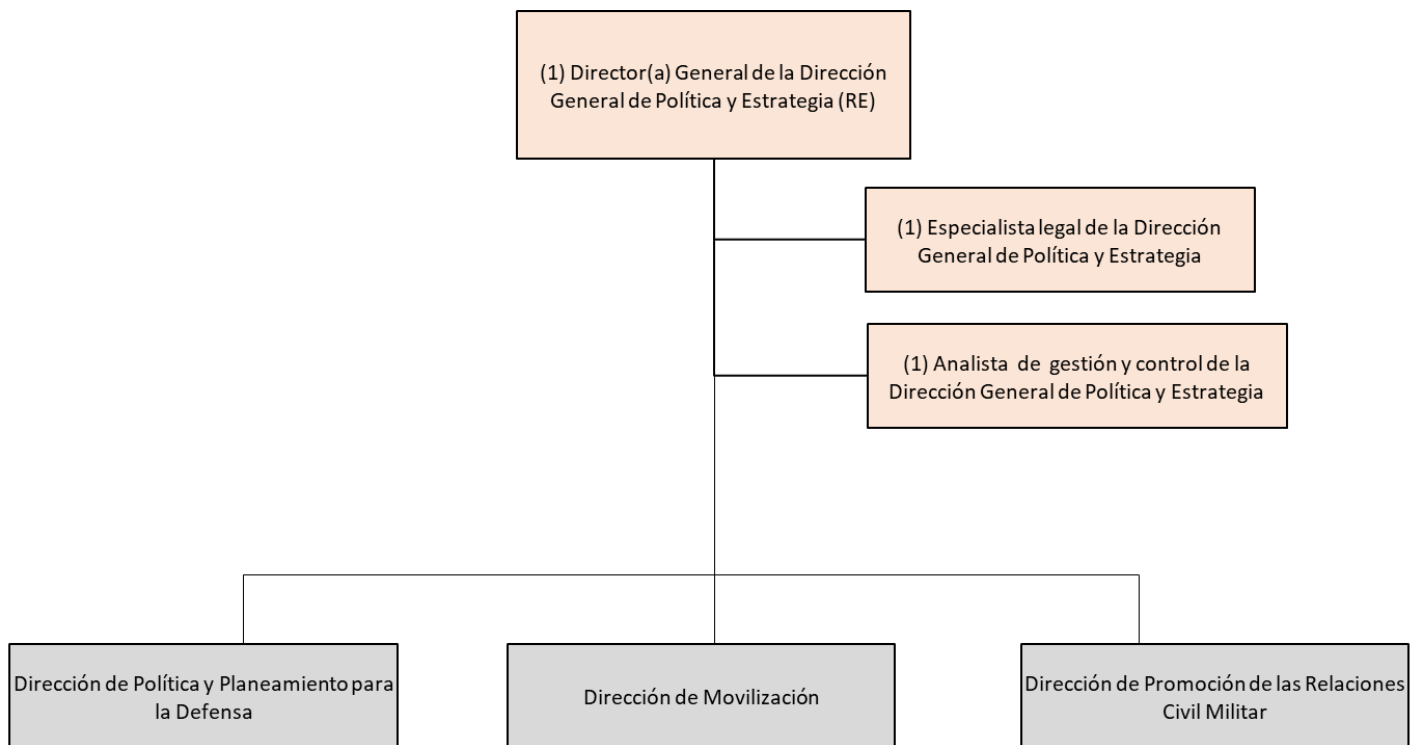 (1) Director(a) General de la Dirección
General de Política y Estrategia (RE)
(1) Especialista legal de la Dirección
General de Política y Estrategia
(1) Analista de gestión y control de la
Dirección General de Política y Estrategia
Dirección de Política y Planeamiento para
la Defensa
Dirección de Movilización
Dirección de Promoción de las Relaciones
Civil Militar